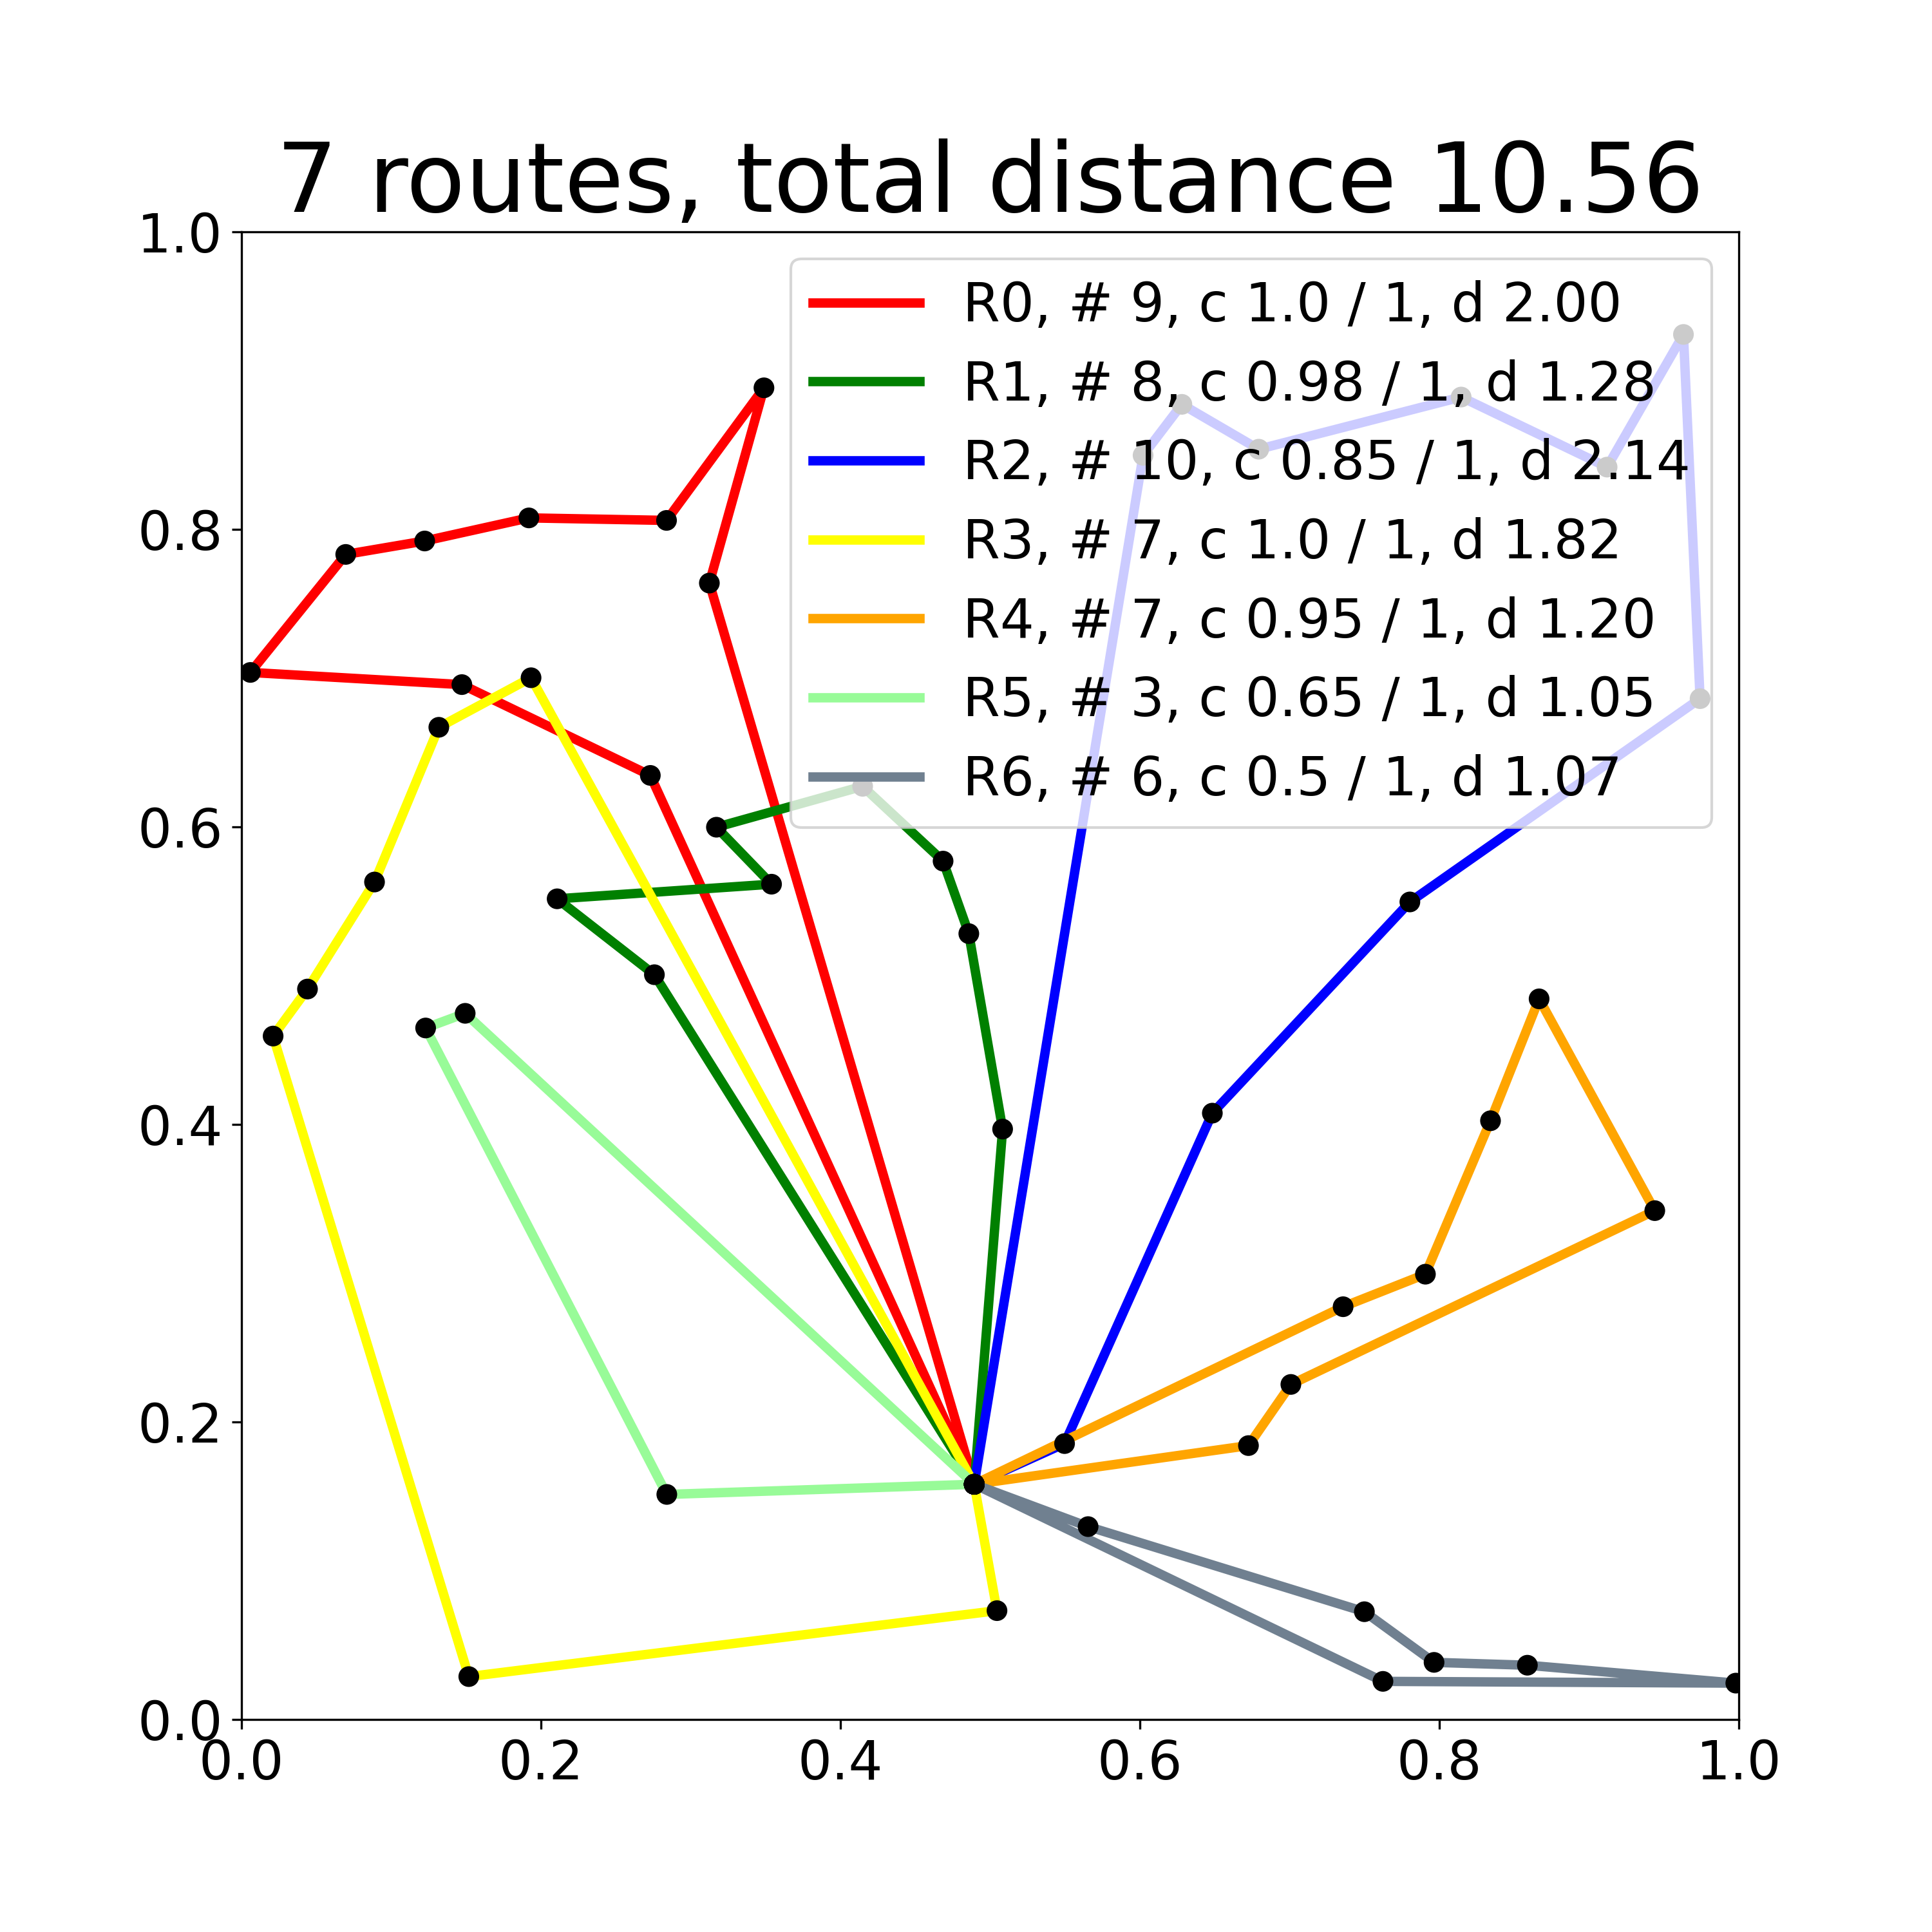 7 routes, total distance 10.56
1.0
0.8
0.6
0.4
0.2
0.0
R0, # 9, c 1.0 / 1, d 2.00
R1, # 8, c 0.98 / 1, d 1.28
R2, # 10, c 0.85 / 1, d 2.14
R3, # 7, c 1.0 / 1, d 1.82
R4, # 7, c 0.95 / 1, d 1.20
R5, # 3, c 0.65 / 1, d 1.05
R6, # 6, c 0.5 / 1, d 1.07
0.0 0.2 0.4 0.6 0.8 1.0